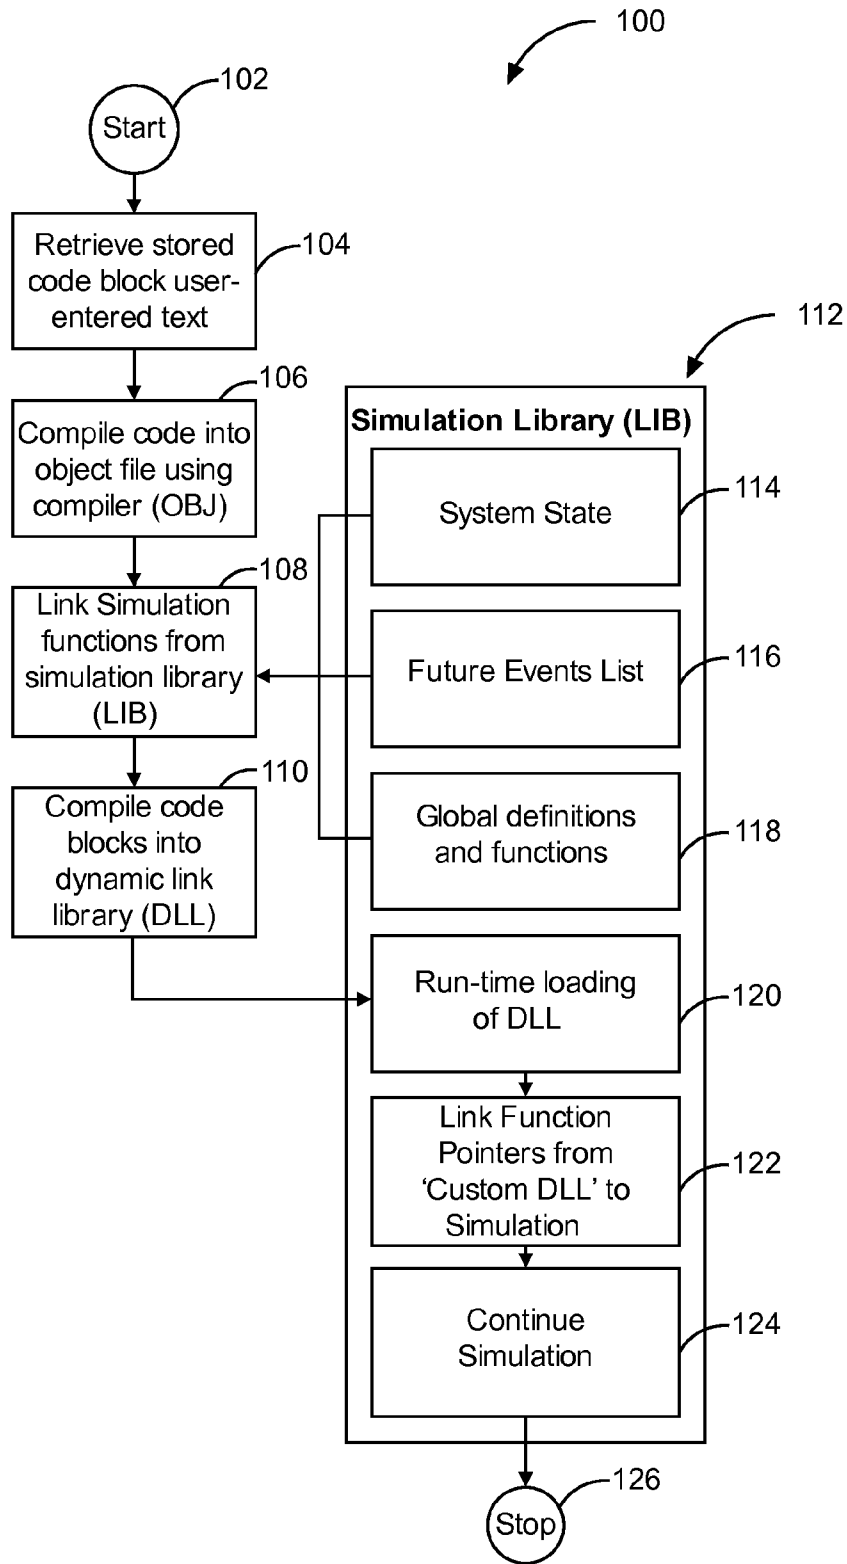 100
102
Start
Retrieve stored
code block user-
entered text
104
106
Compile code into
object file using
compiler (OBJ)
108
Link Simulation
functions from
simulation library
(LIB)
110
Compile code
blocks into
dynamic link
library (DLL)
112
Simulation Library (LIB)
System State
114
Future Events List
116
Global definitions
and functions
118
Run-time loading
of DLL
120
Link Function
Pointers from
‘Custom DLL’ to
Simulation
122
Continue
Simulation
124
126
Stop